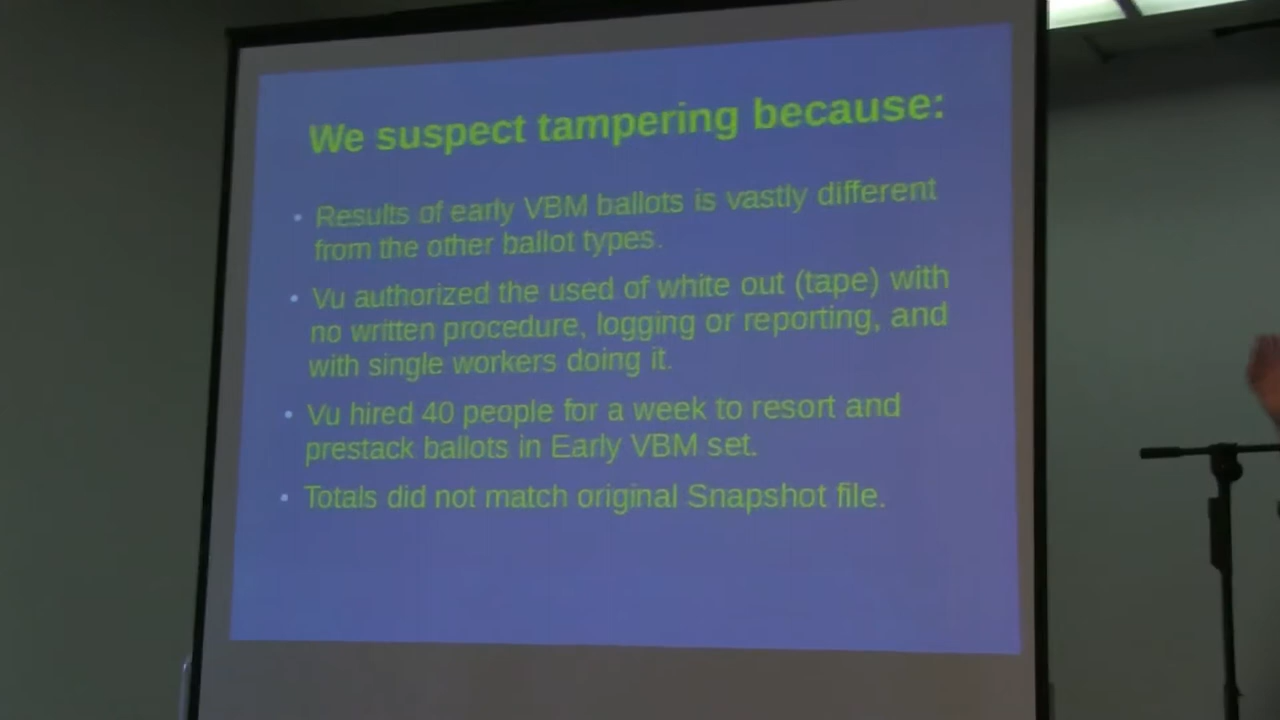 We suspect tampering because:
• Results of early VBM ballots is vastly different
from the other ballot types.
• Vu authorized the used of white out (tape) with
no written procedure, logging or reporting, and
with single workers doing it.
• Vu hired 40 people for a week to resort and
prestack ballots in Early VBM set.
• Totals did not match original Snapshot file.